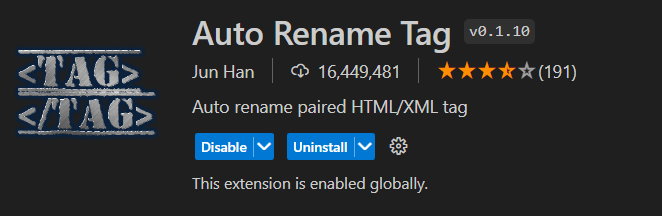 <TAG>
</TAG>
Auto Rename Tag v0.1.10
Jun Han 16,449,481 (191)
Auto rename paired HTML/XML tag
Disable Uninstall
This extension is enabled globally.